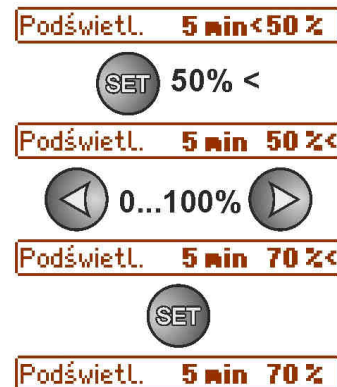 Podświetl. 5 min<50 %
SET 50% <
Podświetl. 5 min 50 %<
0...100%
Podświetl. 5 min 70 %<
SET
Podświetl. 5 min 70 %